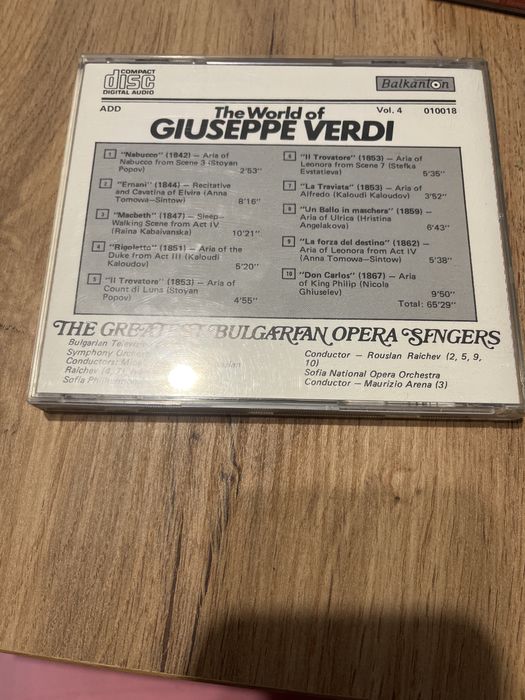 COMPACT
disc
DIGITAL AUDIO
Balkanton
ADD
Vol. 4 010018
The World of
GIUSEPPE VERDI
1 "Nabucco" (1842) — Aria of
Nabucco from Scene 3 (Stoyan
Popov) 2'53"
2 "Ernani" (1844) — Recitative
and Cavatina of Elvira (Anna
Tomowa-Sintow) 8'16"
3 "Macbeth" (1847) — Sleep-
Walking Scene from Act IV
(Raina Kabaivanska) 10'21"
4 "Rigoletto" (1851) — Aria of the
Duke from Act III (Kaloudi
Kaloudov) 5'20"
5 "Il Trovatore" (1853) — Aria of
Count di Luna (Stoyan
Popov) 4'55"
6 "Il Trovatore" (1853) — Aria of
Leonora from Scene 7 (Stefka
Evstatieva) 5'35"
7 "La Traviata" (1853) — Aria of
Alfredo (Kaloudi Kaloudov) 3'52"
8 "Un Ballo in maschera" (1859) —
Aria of Ulrica (Hristina
Angelakova) 6'43"
9 "La forza del destino" (1862) —
Aria of Leonora from Act IV
(Anna Tomowa-Sintow) 5'38"
10 "Don Carlos" (1867) — Aria
of King Philip (Nicola
Ghiuselev) 9'50"
Total: 65'29"
THE GREATEST BULGARIAN OPERA SINGERS
Bulgarian Televi
Symphony Orche
Conductors:
Raichev (4, 7)
Sofia Philharmo
Conductor — Rouslan Raichev (2, 5, 9,
10)
Sofia National Opera Orchestra
Conductor — Maurizio Arena (3)